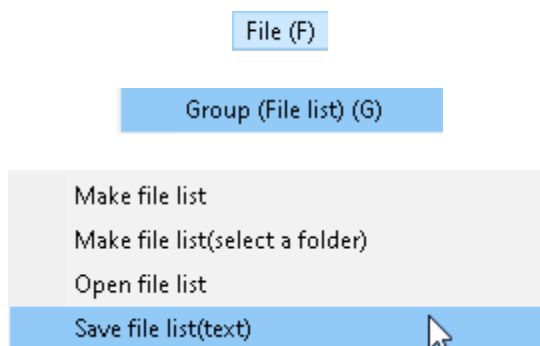 File (F)
Group (File list) (G)
Make file list
Make file list(select a folder)
Open file list
Save file list(text)